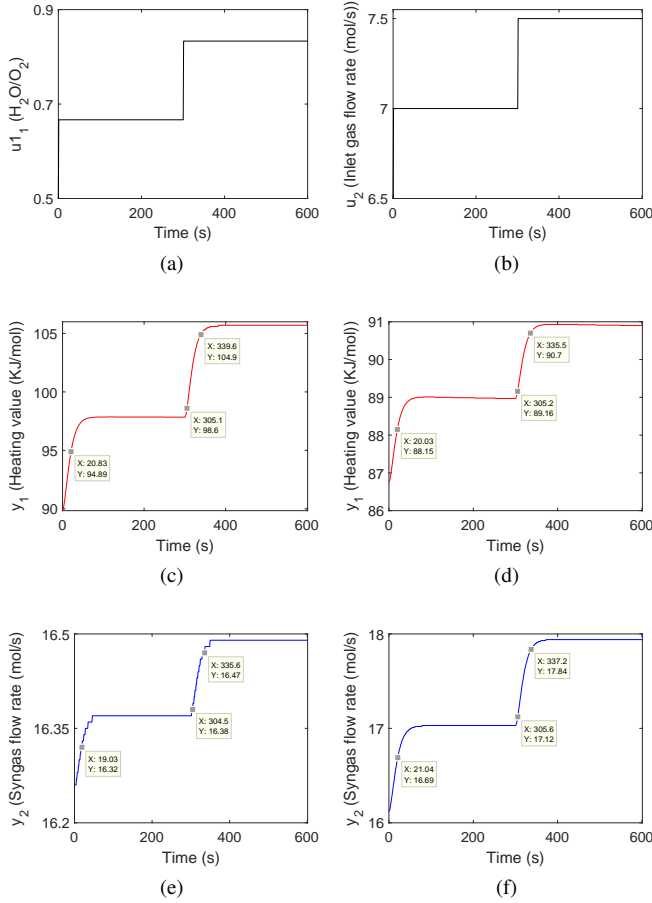 0.9
0.7
0.5
u1₁ (H₂O/O₂)
0 200 400 600
Time (s)
(a)
7.5
7
6.5
u₂ (Inlet gas flow rate (mol/s))
0 200 400 600
Time (s)
(b)
105
100
95
90
y₁ (Heating value (KJ/mol))
X: 339.6
Y: 104.9
X: 305.1
Y: 98.6
X: 20.83
Y: 94.89
0 200 400 600
Time (s)
(c)
91
90
89
88
87
86
y₁ (Heating value (KJ/mol))
X: 335.5
Y: 90.7
X: 305.2
Y: 89.16
X: 20.03
Y: 88.15
0 200 400 600
Time (s)
(d)
16.5
16.35
16.2
y₂ (Syngas flow rate (mol/s)
X: 335.6
Y: 16.47
X: 304.5
Y: 16.38
X: 19.03
Y: 16.32
0 200 400 600
Time (s)
(e)
18
17
16
y₂ (Syngas flow rate (mol/s)
X: 337.2
Y: 17.84
X: 305.6
Y: 17.12
X: 21.04
Y: 16.69
0 200 400 600
Time (s)
(f)